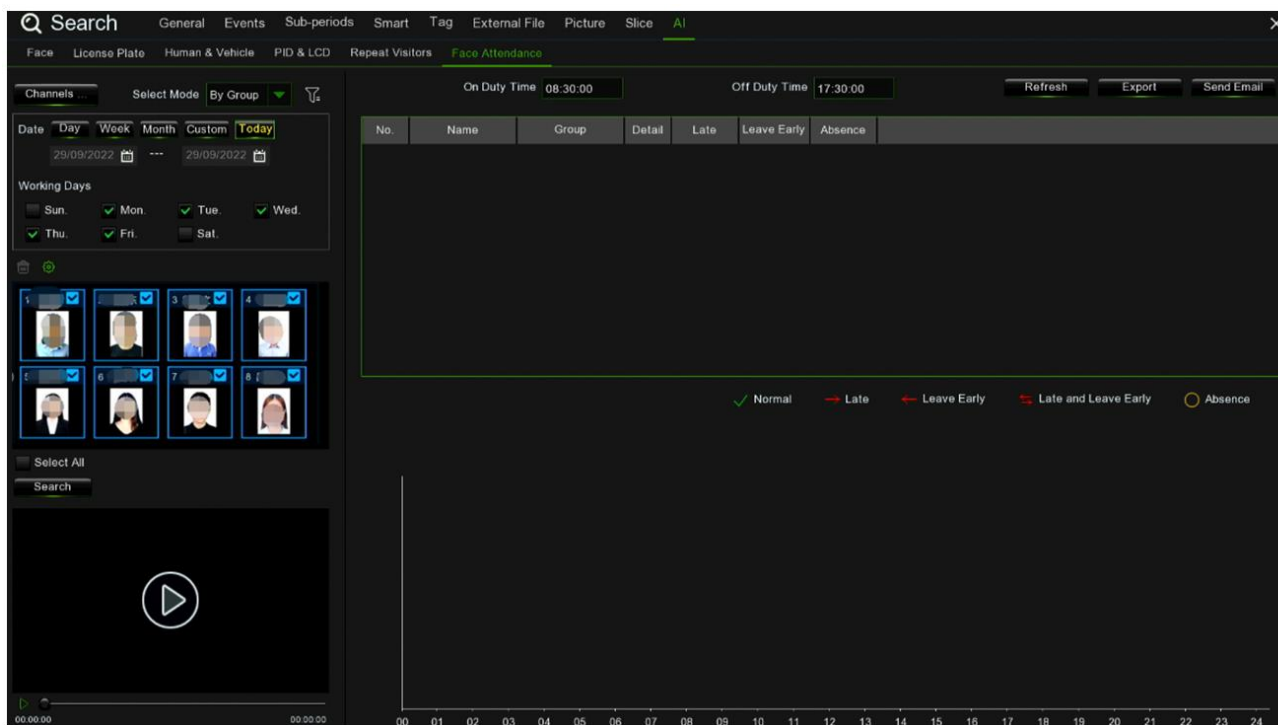 Search General Events Sub-periods Smart Tag External File Picture Slice AI
Face License Plate Human & Vehicle PID & LCD Repeat Visitors Face Attendance
Channels ... Select Mode By Group
On Duty Time 08:30:00 Off Duty Time 17:30:00 Refresh Export Send Email
Date Day Week Month Custom Today
29/09/2022 --- 29/09/2022
Working Days
Sun. Mon. Tue. Wed.
Thu. Fri. Sat.
No. Name Group Detail Late Leave Early Absence
3 4
6 7 8
Normal Late Leave Early Late and Leave Early Absence
Select All
Search
00:00:00 00:00:00
00 01 02 03 04 05 06 07 08 09 10 11 12 13 14 15 16 17 18 19 20 21 22 23 24